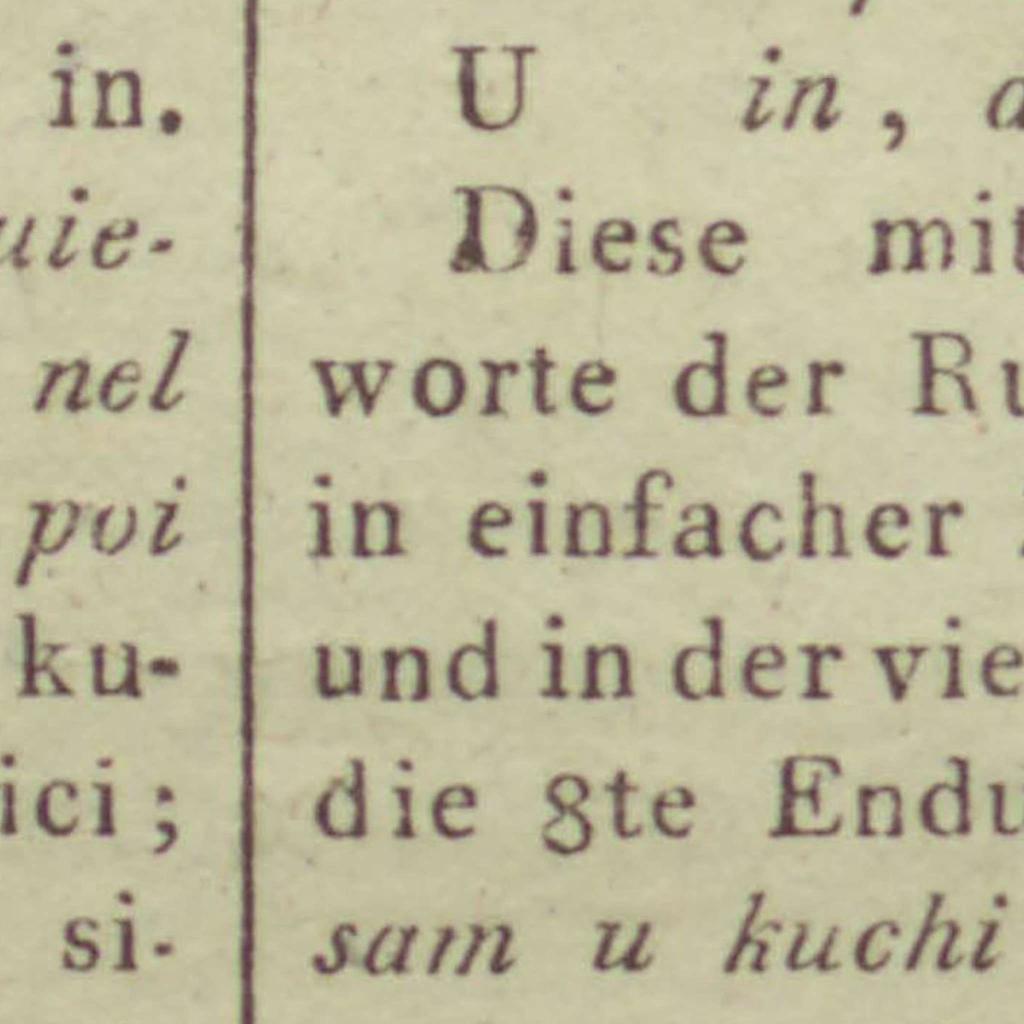 in.
uie-
nel
poi
ku-
ici ;
si-
U in, a
Diese mit
worte der Ru
in einfacher
und in der vie
die 8te Endu
sam u kuchi